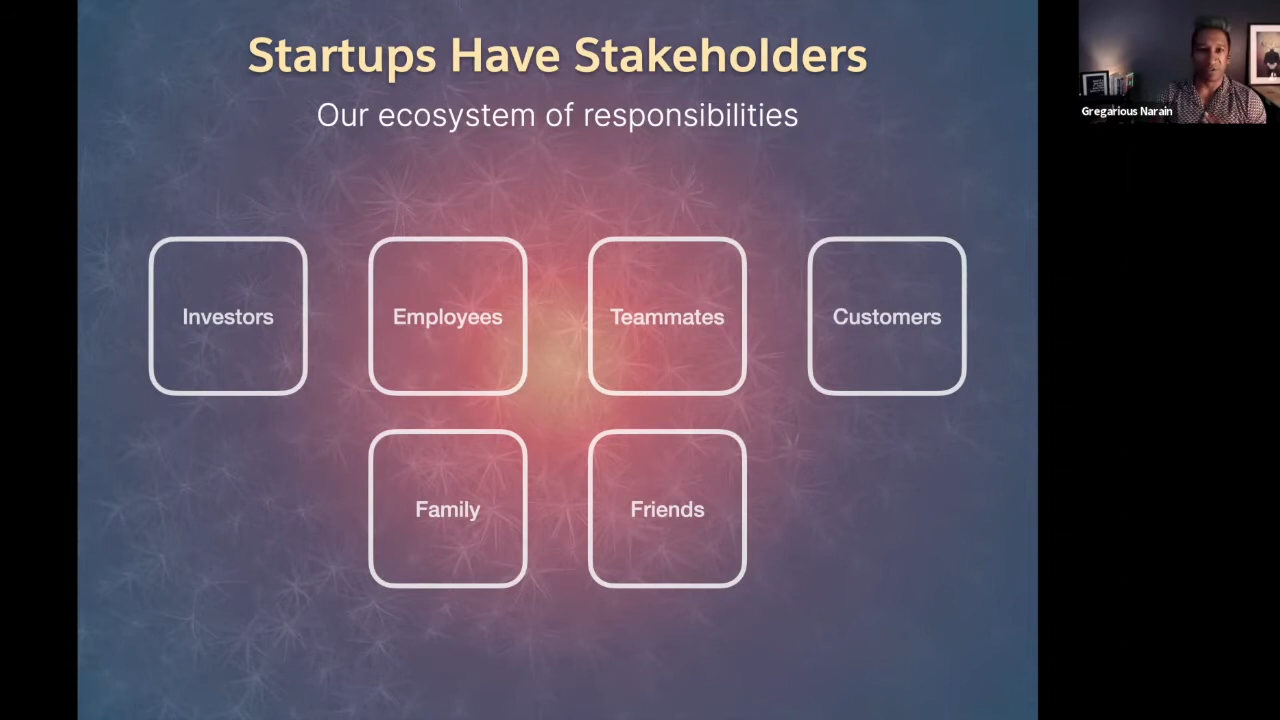 Startups Have Stakeholders
Our ecosystem of responsibilities
Gregarious Narain
Investors
Employees
Teammates
Customers
Family
Friends